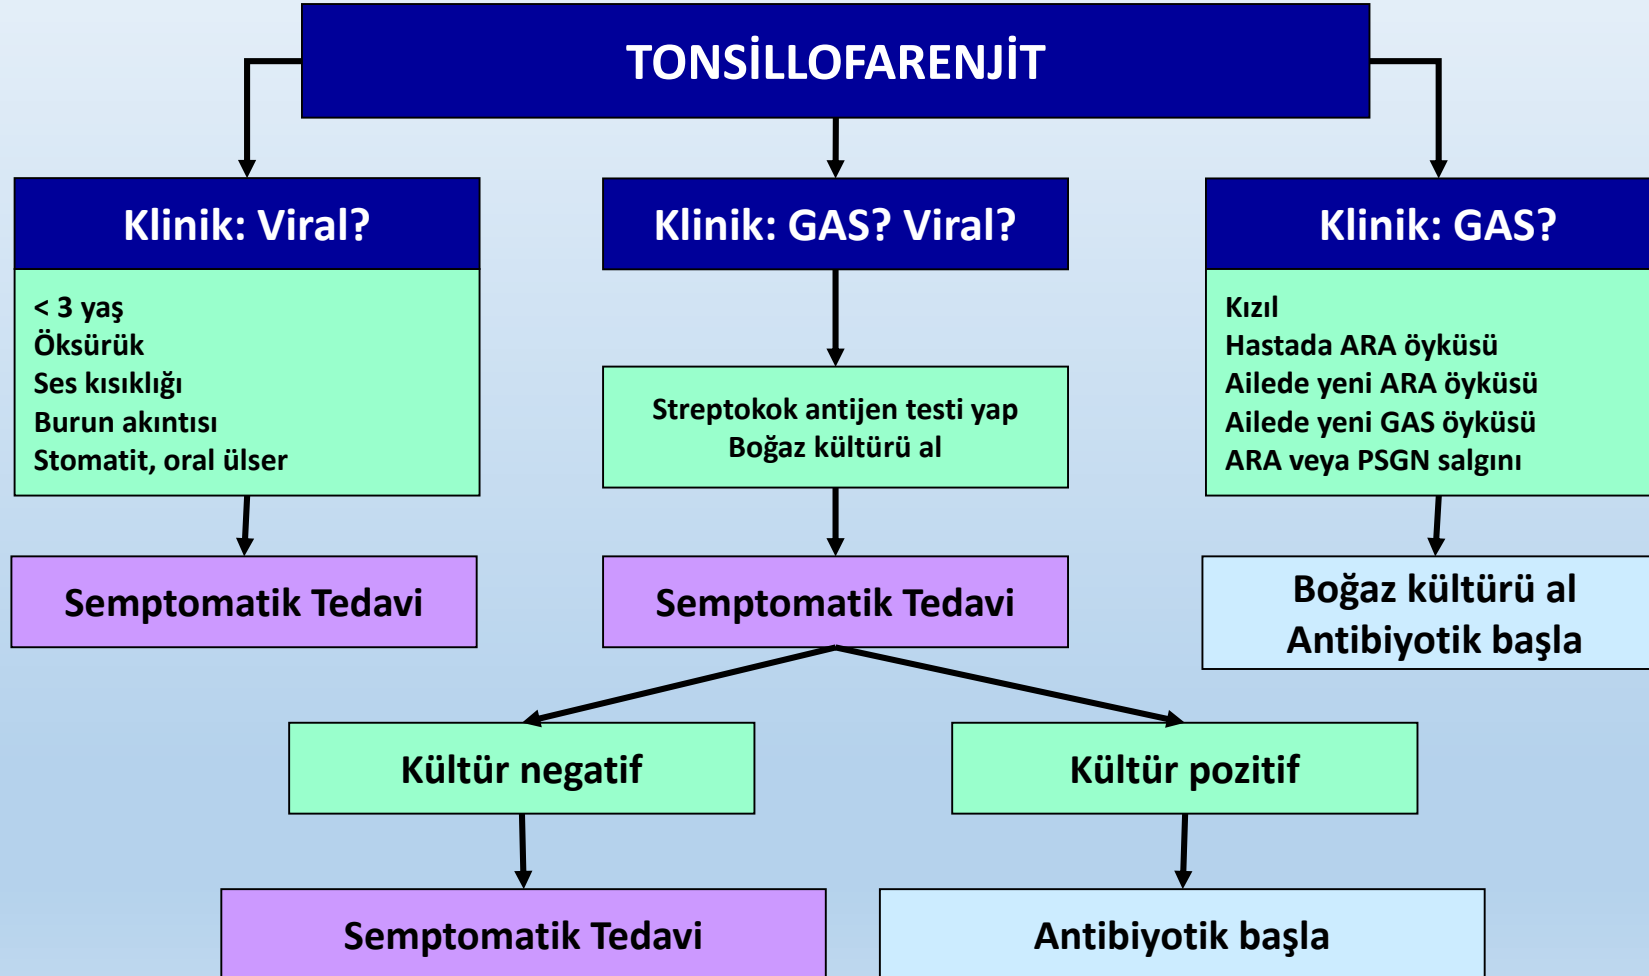 TONSİLLOFARENJİT
Klinik: Viral?
< 3 yaş
Öksürük
Ses kısıklığı
Burun akıntısı
Stomatit, oral ülser
Semptomatik Tedavi
Klinik: GAS? Viral?
Streptokok antijen testi yap
Boğaz kültürü al
Semptomatik Tedavi
Klinik: GAS?
Kızıl
Hastada ARA öyküsü
Ailede yeni ARA öyküsü
Ailede yeni GAS öyküsü
ARA veya PSGN salgını
Boğaz kültürü al
Antibiyotik başla
Kültür negatif
Semptomatik Tedavi
Kültür pozitif
Antibiyotik başla